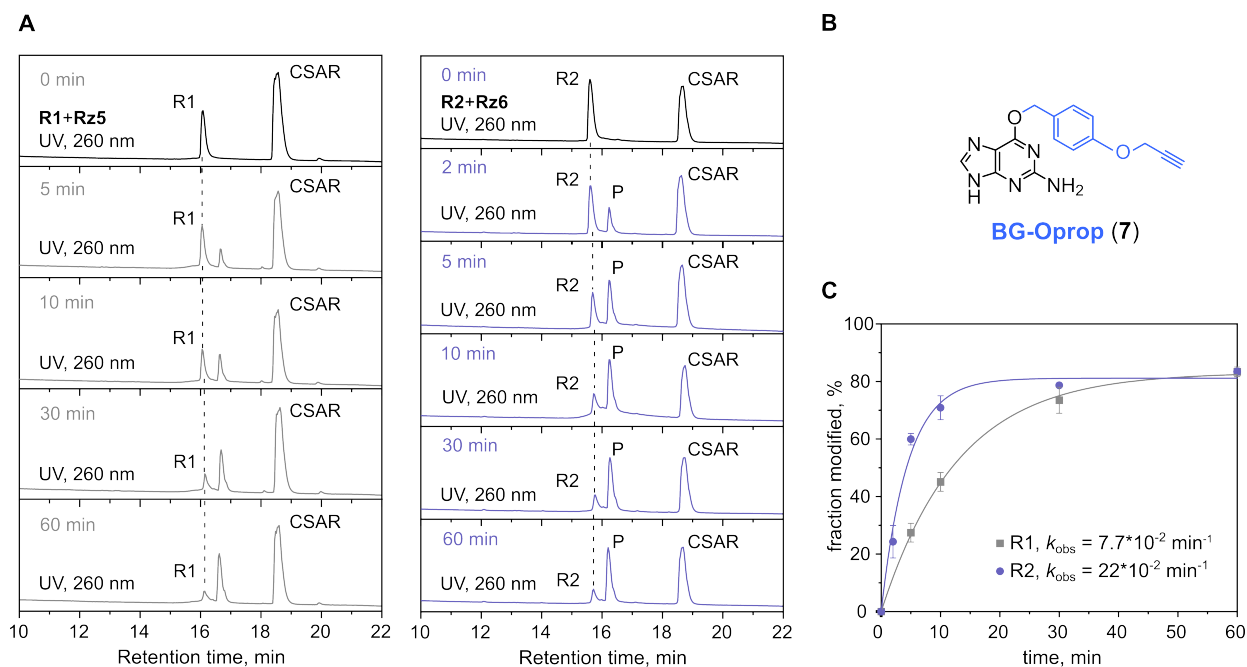 A
0 min
R1
CSAR
R1+Rz5
UV, 260 nm
5 min
R1
UV, 260 nm
CSAR
10 min
R1
UV, 260 nm
CSAR
30 min
R1
UV, 260 nm
CSAR
60 min
R1
UV, 260 nm
CSAR
10 12 14 16 18 20 22
Retention time, min
0 min
R2
CSAR
R2+Rz6
UV, 260 nm
2 min
R2
P
CSAR
UV, 260 nm
5 min
R2
P
CSAR
UV, 260 nm
10 min
P
CSAR
R2
UV, 260 nm
30 min
P
CSAR
R2
UV, 260 nm
60 min
P
CSAR
R2
UV, 260 nm
10 12 14 16 18 20 22
Retention time, min
B
O
N
N
N
H
N
NH2
O
BG-Oprop (7)
C
100
80
60
40
20
0
fraction modified, %
R1, kobs = 7.7*10-2 min-1
R2, kobs = 22*10-2 min-1
0 10 20 30 40 50 60
time, min